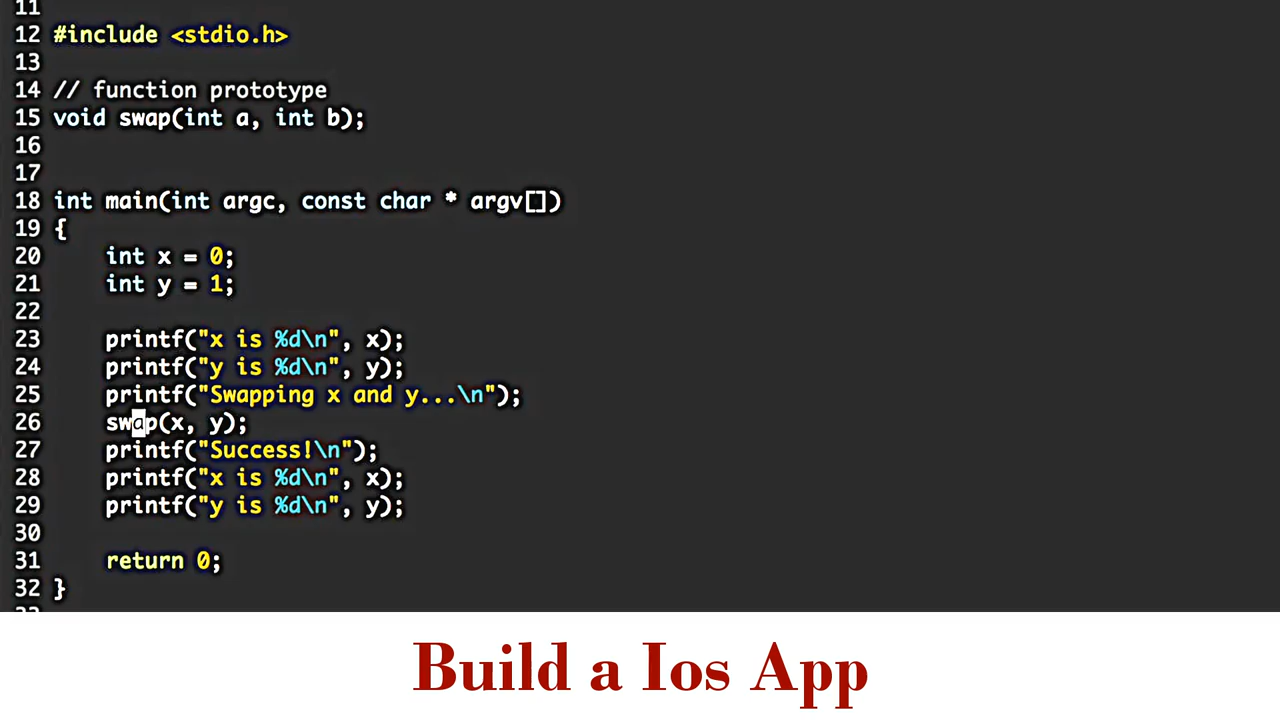 11
12 #include <stdio.h>
13
14 // function prototype
15 void swap(int a, int b);
16
17
18 int main(int argc, const char * argv[])
19 {
20     int x = 0;
21     int y = 1;
22
23     printf("x is %d\n", x);
24     printf("y is %d\n", y);
25     printf("Swapping x and y...\n");
26     swap(x, y);
27     printf("Success!\n");
28     printf("x is %d\n", x);
29     printf("y is %d\n", y);
30
31     return 0;
32 }
Build a Ios App